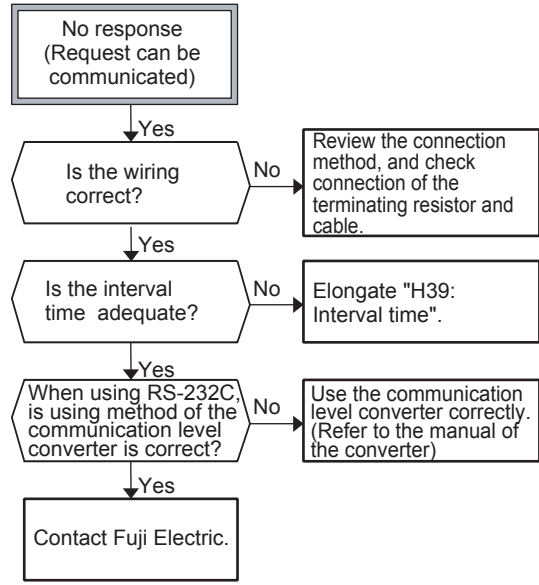 No response
(Request can be
communicated)
Yes
Is the wiring
correct?
No
Review the connection
method, and check
connection of the
terminating resistor and
cable.
Yes
Is the interval
time adequate?
No
Elongate "H39:
Interval time".
Yes
When using RS-232C,
is using method of the
communication level
converter is correct?
No
Use the communication
level converter correctly.
(Refer to the manual of
the converter)
Yes
Contact Fuji Electric.